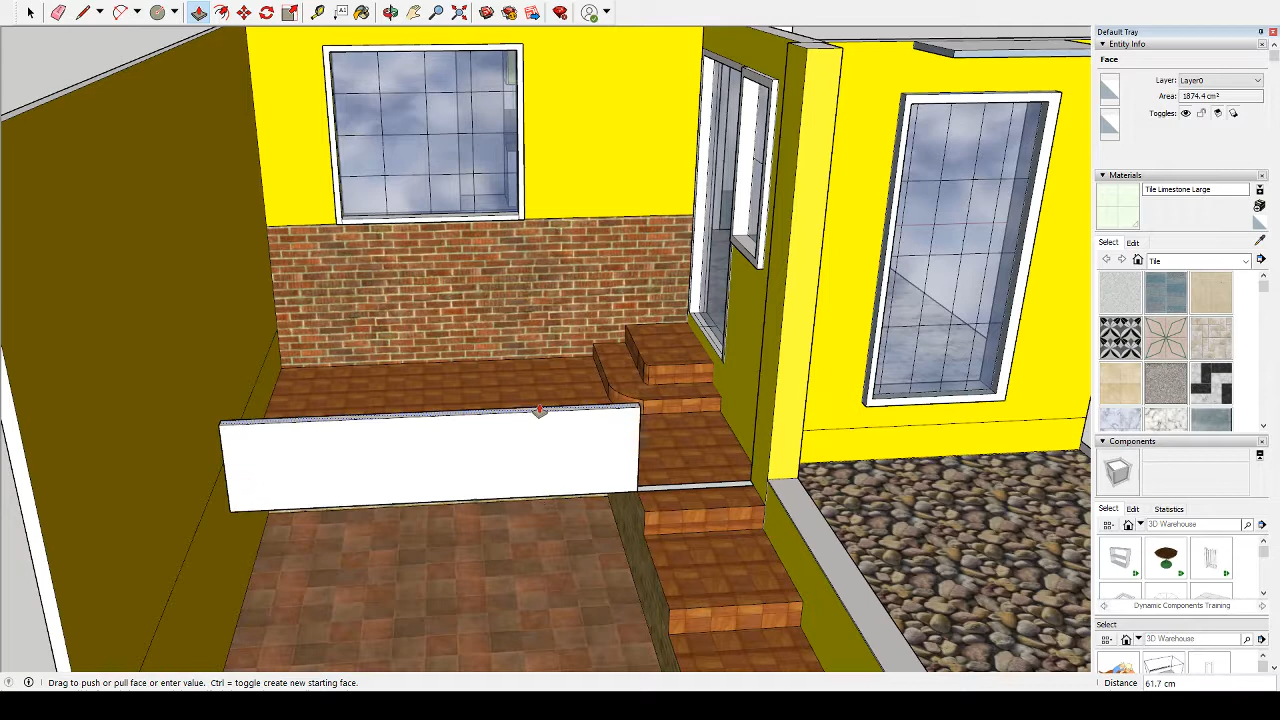 Default Tray
Entity Info
Face
Layer: Layer0
Area: 1874.4 cm²
Toggles:
Materials
Tile Limestone Large
Select Edit
Tile
Components
Select Edit Statistics
3D Warehouse
Dynamic Components Training
Select
3D Warehouse
Drag to push or pull face or enter value. Ctrl = toggle create new starting face.
Distance 61.7 cm